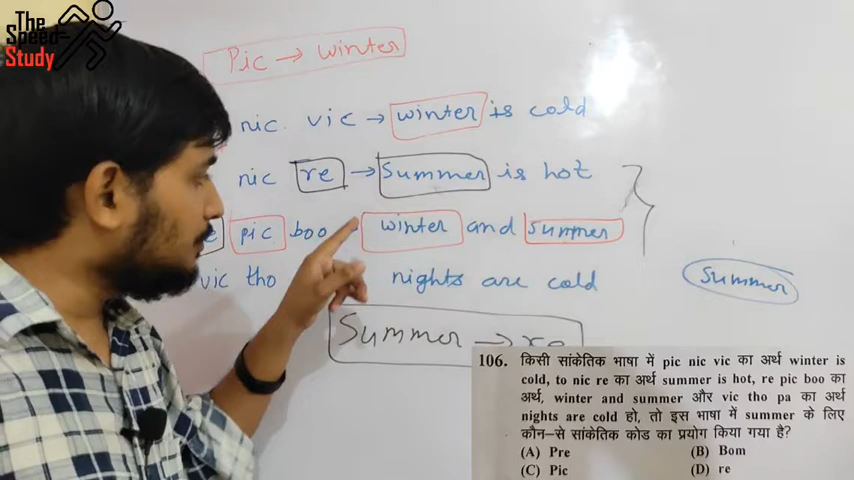 The
Speed
Study
Pic → winter
nic vic → winter is cold
nic re → Summer is hot
pic boo winter and summer
vic tho nights are cold
Summer
Summer → re
106. किसी सांकेतिक भाषा में pic nic vic का अर्थ winter is
cold, to nic re का अर्थ summer is hot, re pic boo का
अर्थ, winter and summer और vic tho pa का अर्थ
nights are cold हो, तो इस भाषा में summer के लिए
कौन-से सांकेतिक कोड का प्रयोग किया गया है?
(A) Pre (B) Bom
(C) Pic (D) re